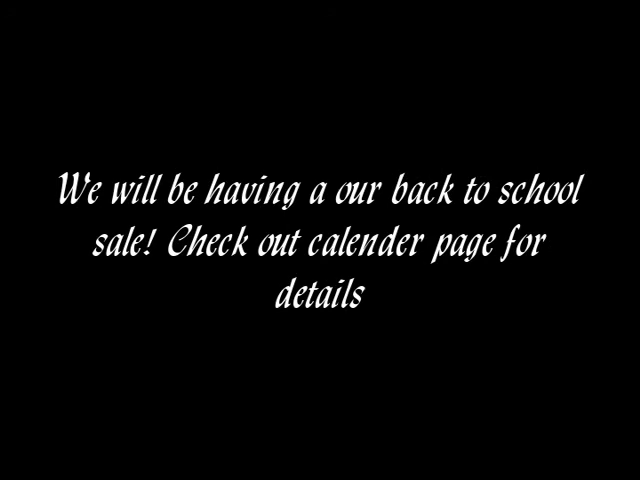 We will be having a our back to school
sale! Check out calender page for
details